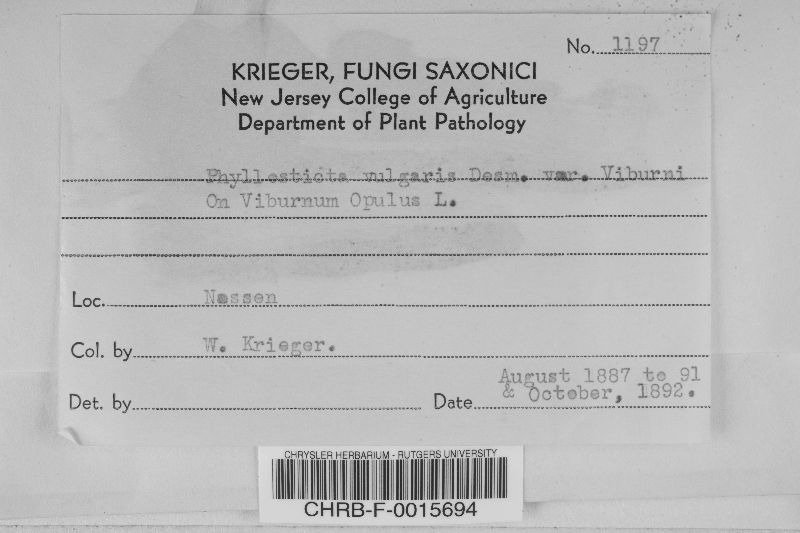 No. 1197
KRIEGER, FUNGI SAXONICI
New Jersey College of Agriculture
Department of Plant Pathology
Phyllosticta vulgaris Desm. var. Viburni
On Viburnum Opulus L.
Loc. Nossen
Col. by W. Krieger.
August 1887 to 91
Det. by Date & October, 1892.
CHRYSLER HERBARIUM - RUTGERS UNIVERSITY
CHRB-F-0015694